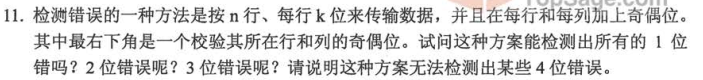 TopSage.com
11. 检测错误的一种方法是按 n 行、每行 k 位来传输数据，并且在每行和每列加上奇偶位。
其中最右下角是一个校验其所在行和列的奇偶位。试问这种方案能检测出所有的 1 位
错吗？2 位错误呢？3 位错误呢？请说明这种方案无法检测出某些 4 位错误。